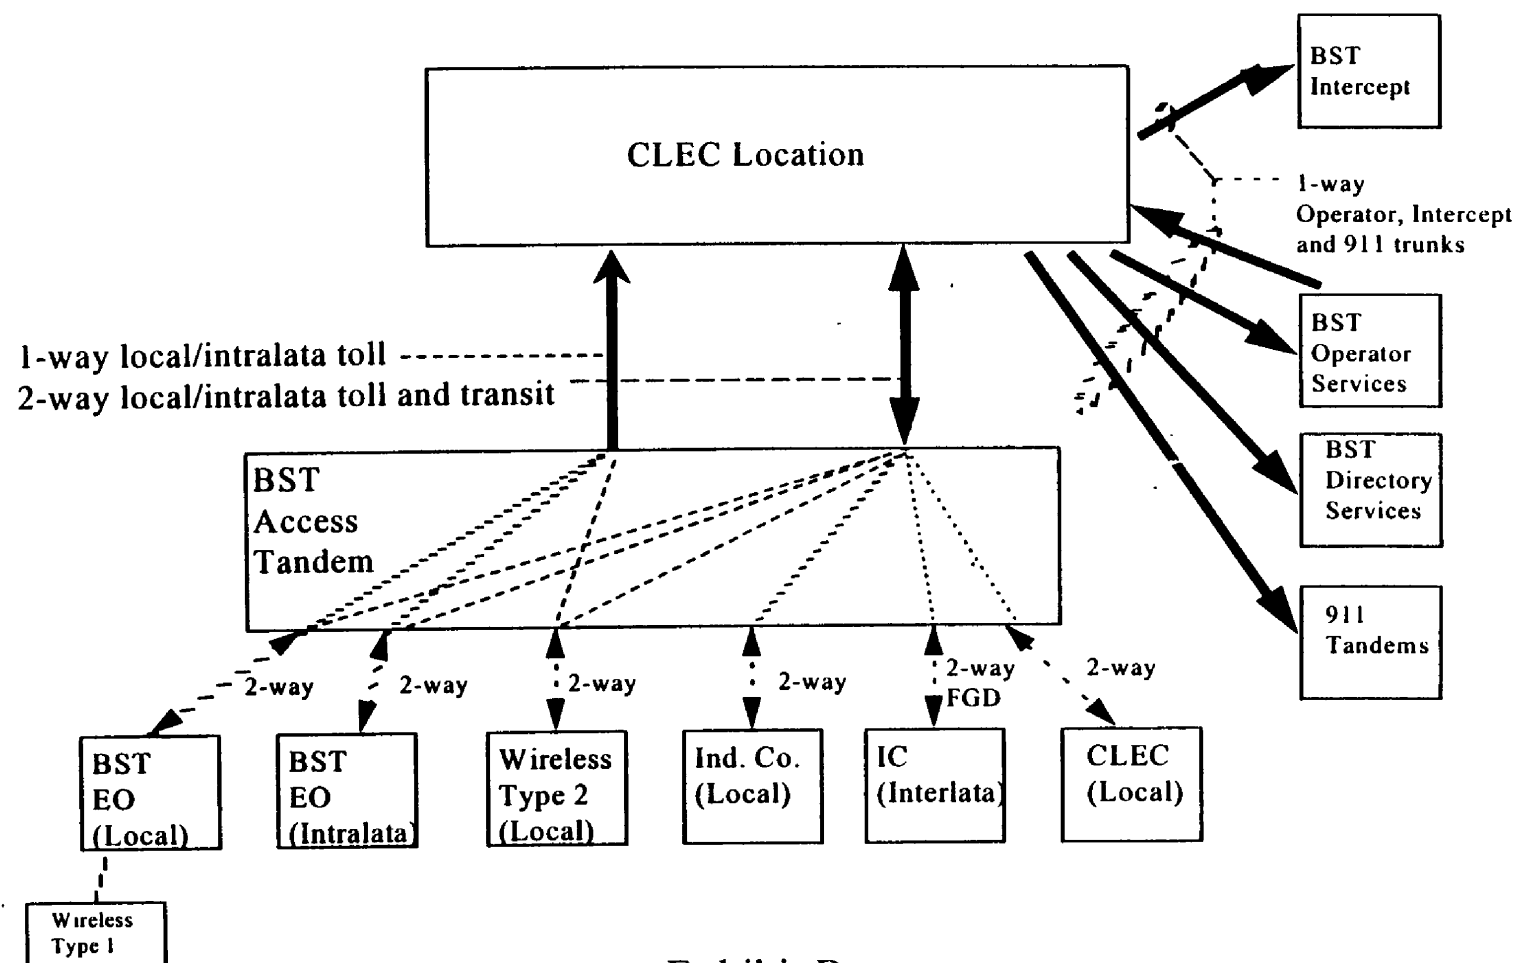 BST
Intercept
CLEC Location
1-way
Operator, Intercept
and 911 trunks
BST
Operator
Services
1-way local/intralata toll
2-way local/intralata toll and transit
BST
Directory
Services
BST
Access
Tandem
911
Tandems
2-way
2-way
2-way
2-way
2-way
FGD
2-way
BST
EO
(Local)
BST
EO
(Intralata)
Wireless
Type 2
(Local)
Ind. Co.
(Local)
IC
(Interlata)
CLEC
(Local)
Wireless
Type 1